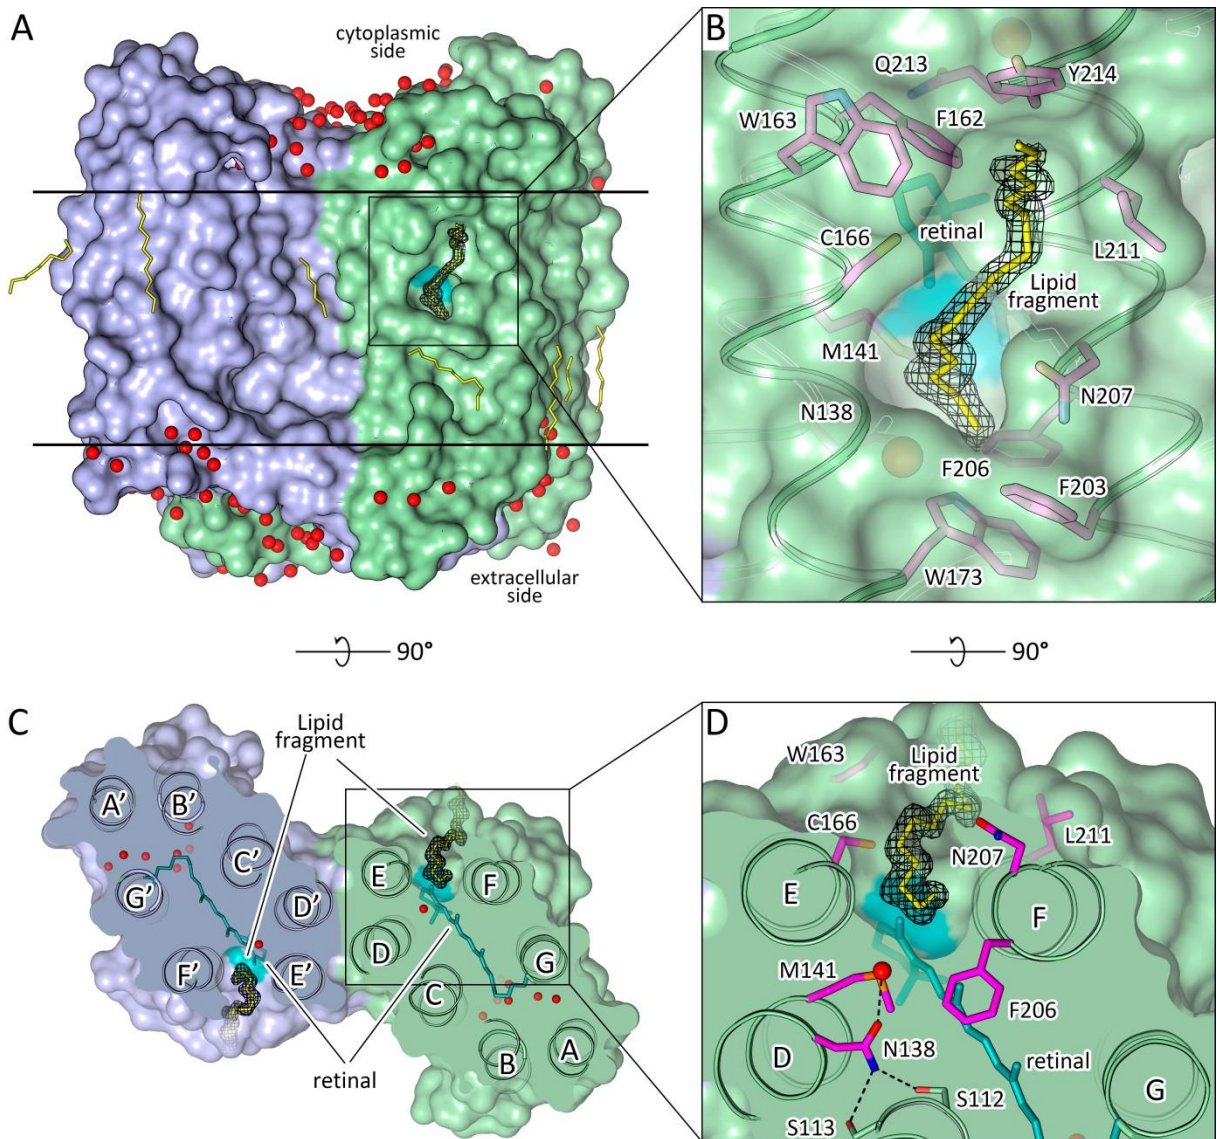 A
cytoplasmic
side
extracellular
side
90°
B
Q213
Y214
W163
F162
C166
retinal
L211
Lipid
fragment
M141
N138
N207
F206
F203
W173
90°
C
Lipid
fragment
A’
B’
C’
G’
D’
F’
E’
E
F
D
G
C
B
A
retinal
D
W163
Lipid
fragment
C166
N207
L211
E
F
M141
F206
D
N138
retinal
S112
G
S113